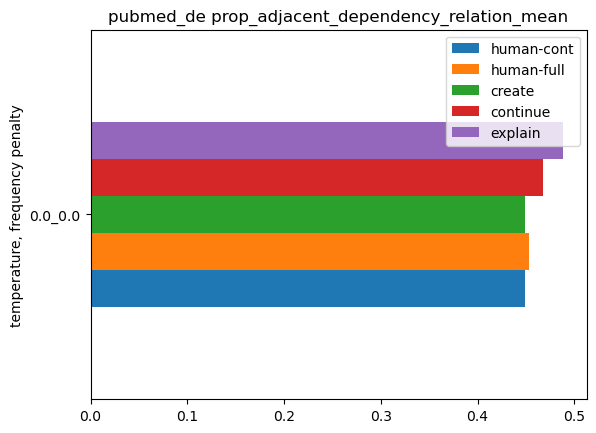 pubmed_de prop_adjacent_dependency_relation_mean
human-cont
human-full
create
continue
explain
temperature, frequency penalty
0.0_0.0
0.0 0.1 0.2 0.3 0.4 0.5